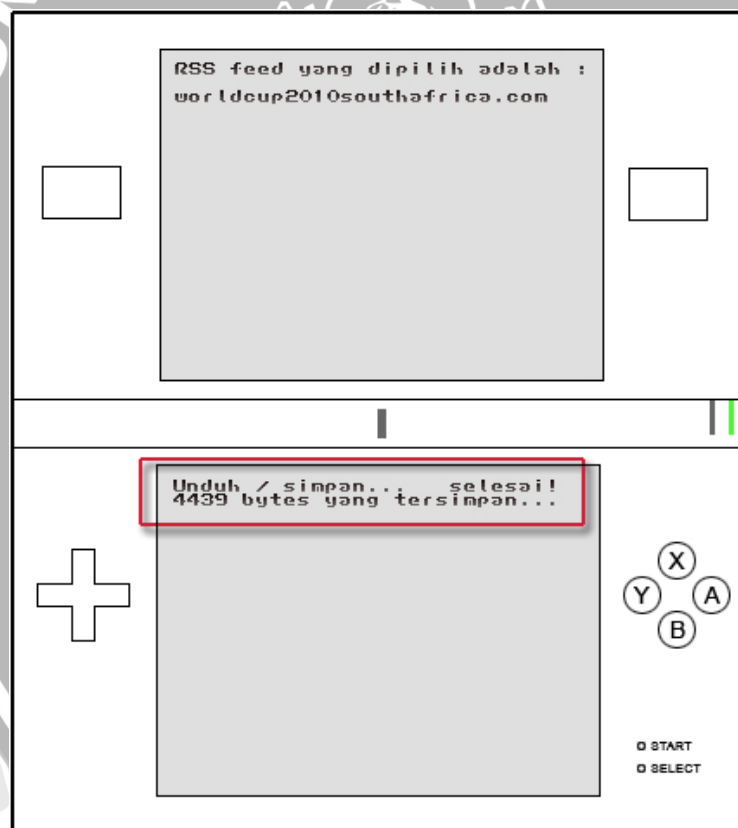 RSS feed yang dipilih adalah :
worldcup2010southafrica.com
Unduh / simpan... selesai!
4439 bytes yang tersimpan...
X
Y A
B
START
SELECT